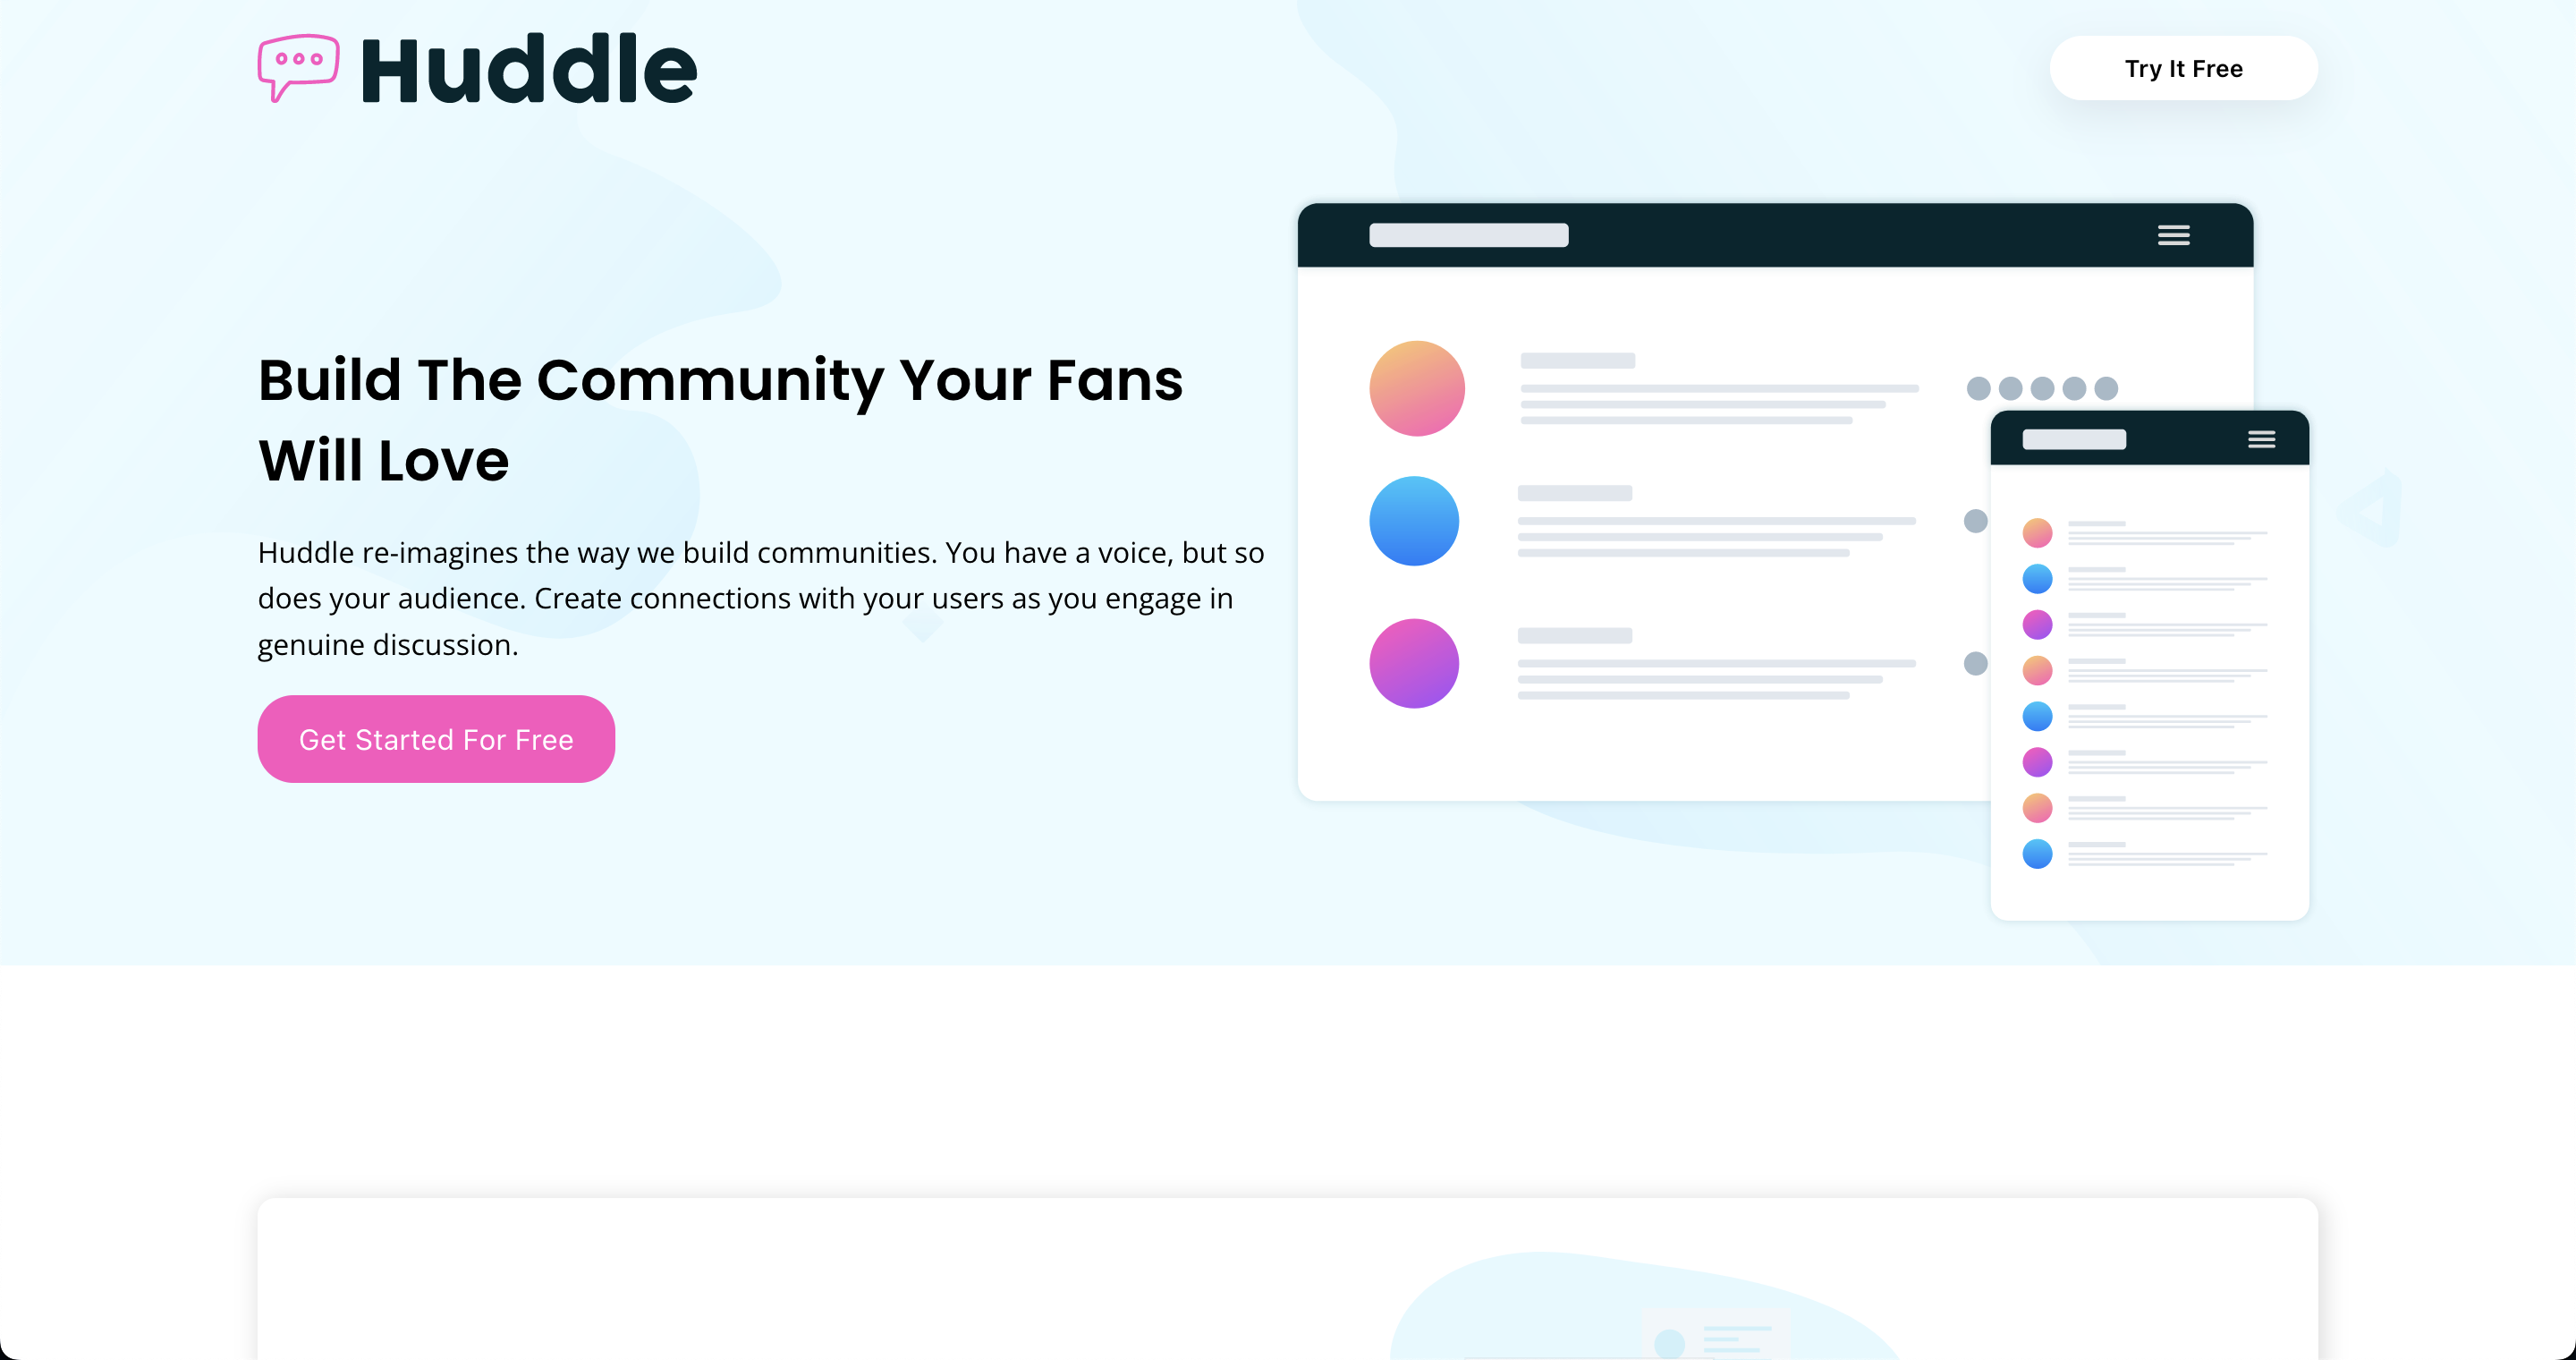 Huddle
Try It Free
Build The Community Your Fans
Will Love
Huddle re-imagines the way we build communities. You have a voice, but so
does your audience. Create connections with your users as you engage in
genuine discussion.
Get Started For Free